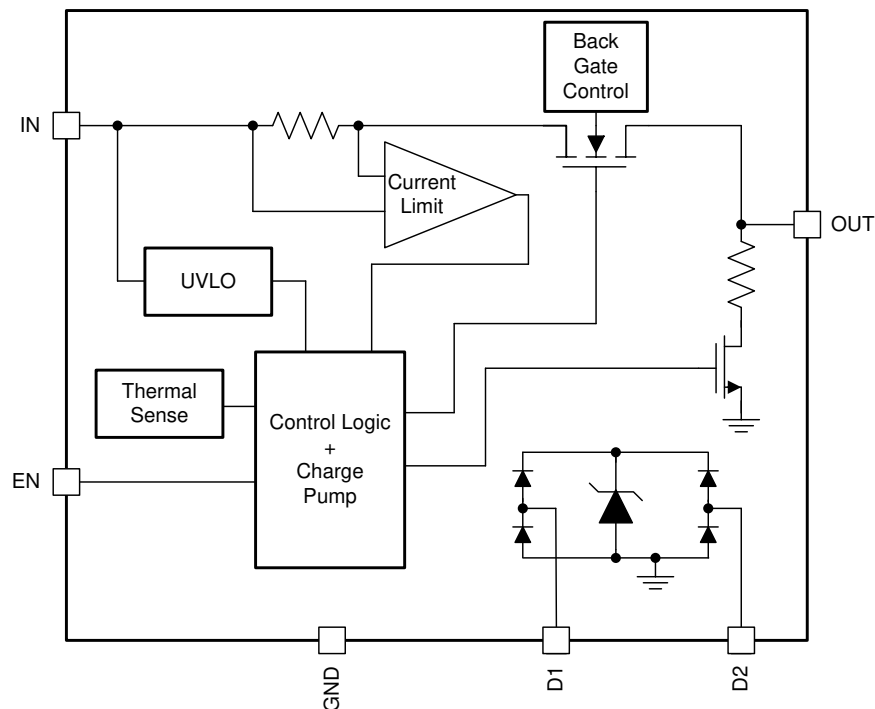 Back
Gate
Control
IN
Current
Limit
OUT
UVLO
Thermal
Sense
Control Logic
+
Charge
Pump
EN
GND
D1
D2